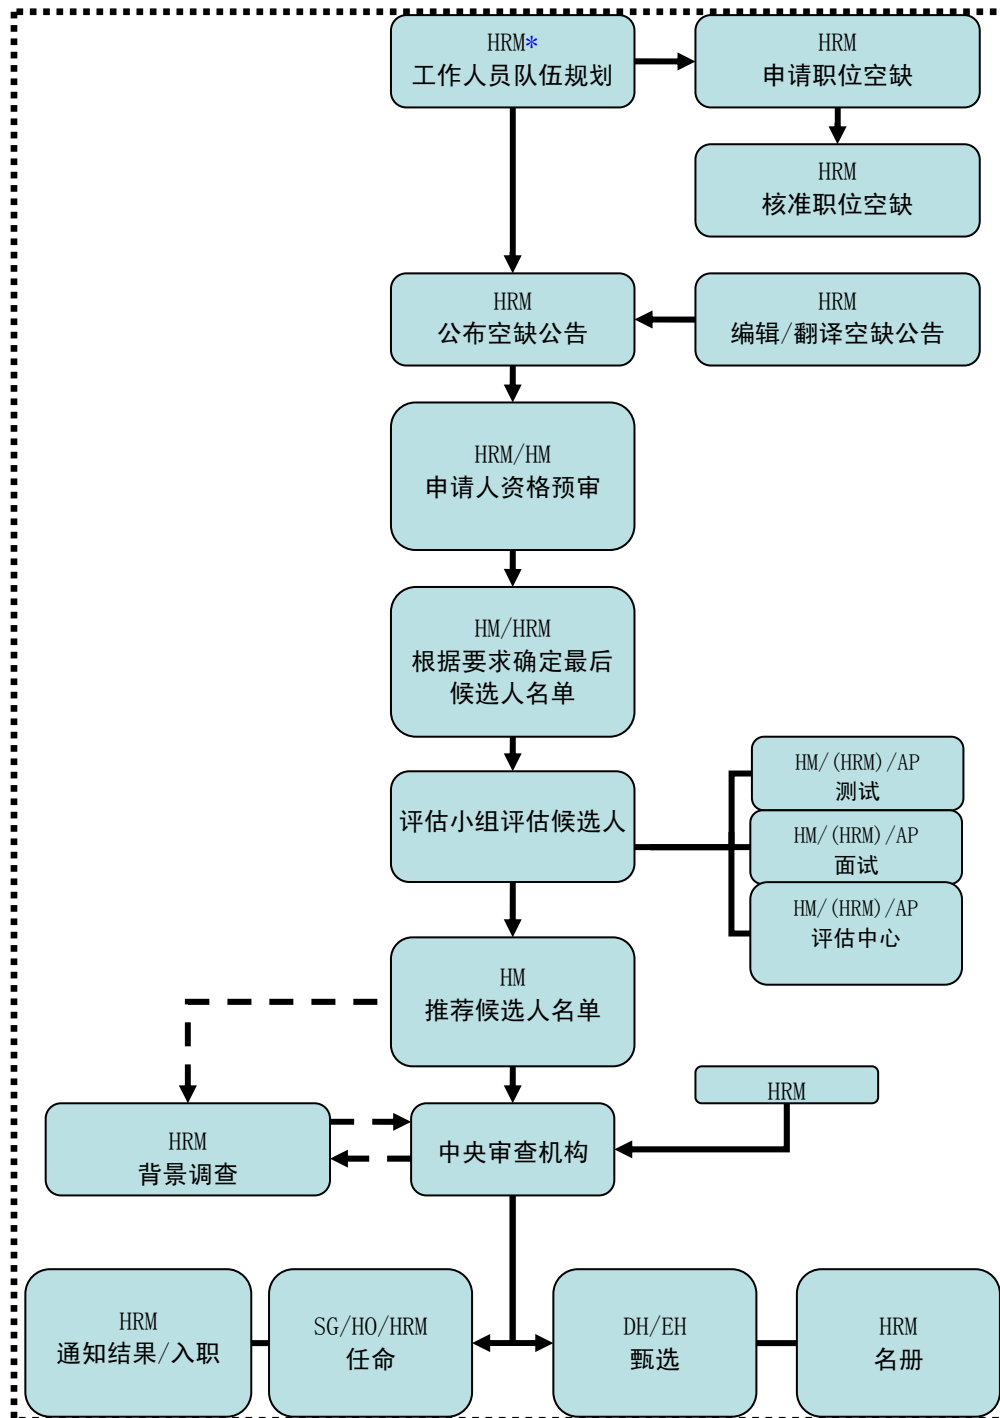 HRM*
工作人员队伍规划
HRM
申请职位空缺
HRM
核准职位空缺
HRM
公布空缺公告
HRM
编辑/翻译空缺公告
HRM/HM
申请人资格预审
HM/HRM
根据要求确定最后
候选人名单
评估小组评估候选人
HM/(HRM)/AP
测试
HM/(HRM)/AP
面试
HM/(HRM)/AP
评估中心
HM
推荐候选人名单
HRM
HRM
背景调查
中央审查机构
HRM
通知结果/入职
SG/HO/HRM
任命
DH/EH
甄选
HRM
名册